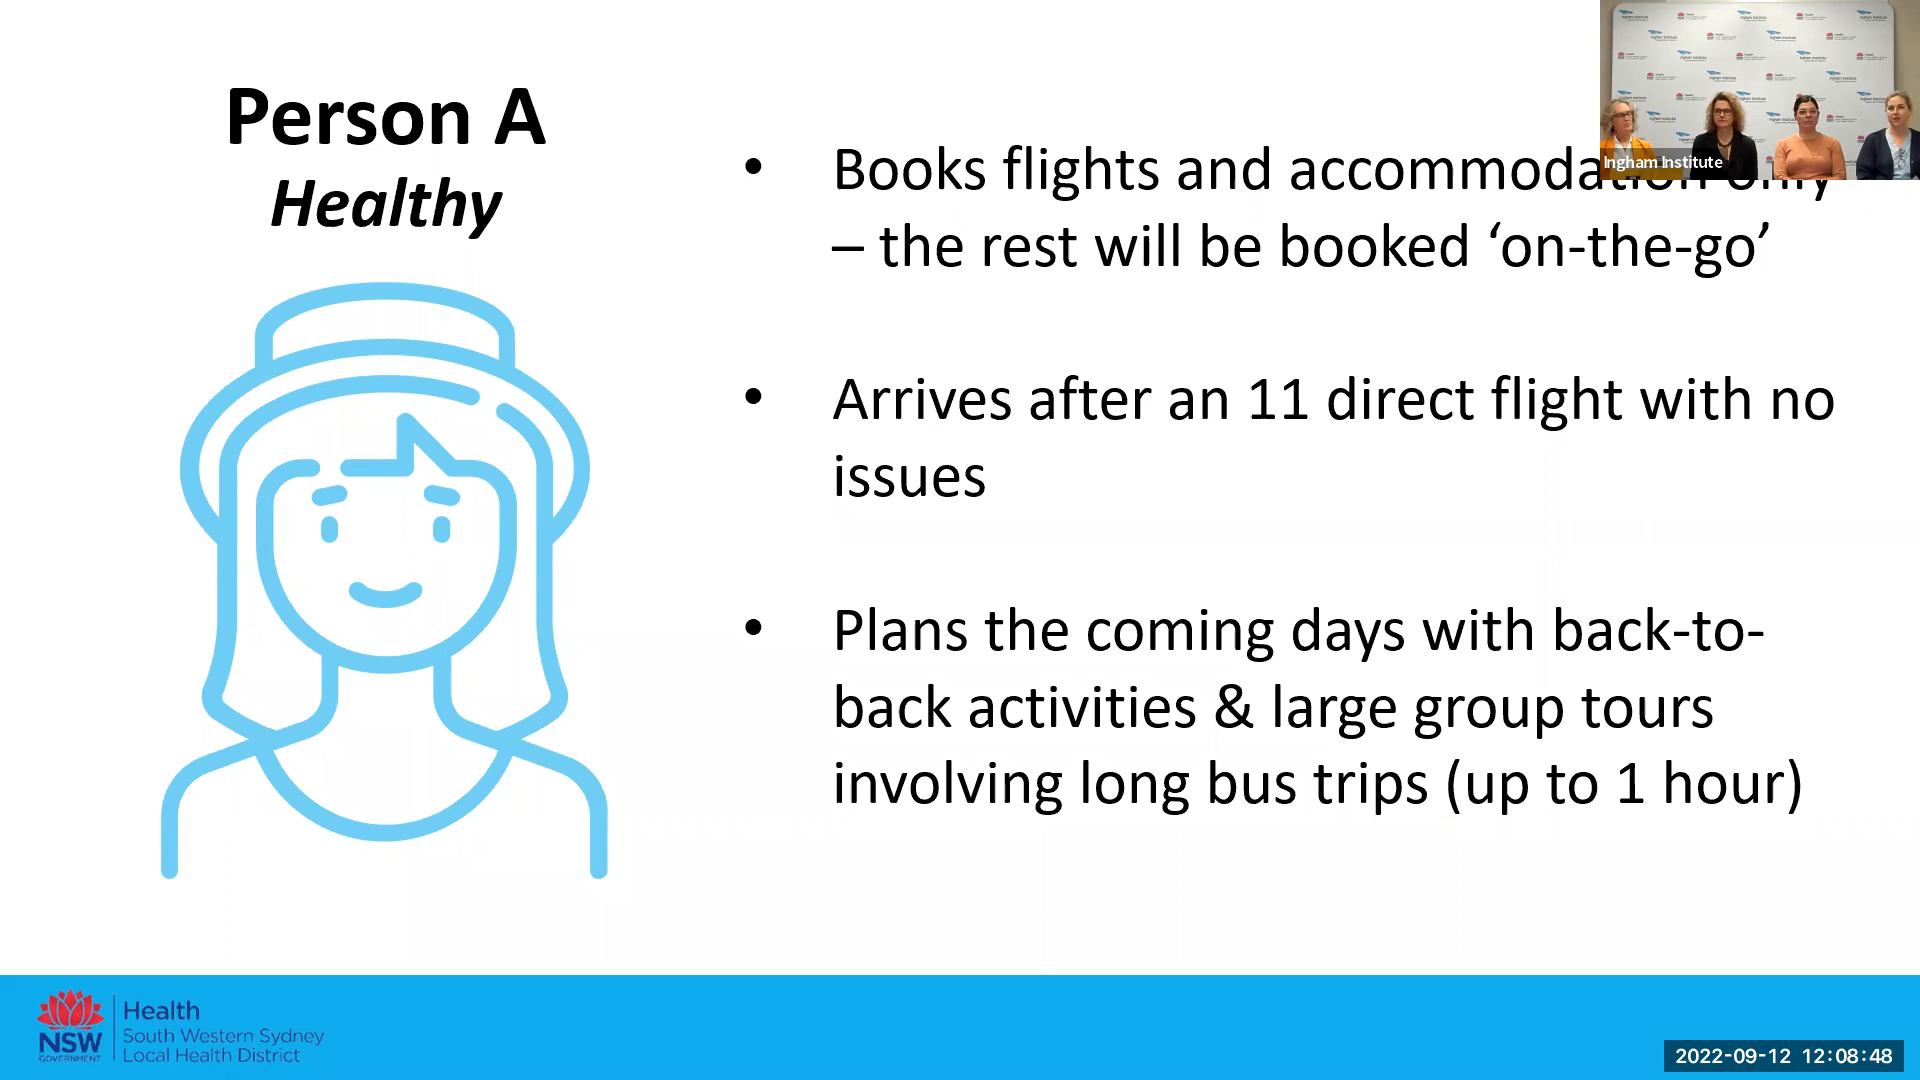 Person A
Healthy
• Books flights and accommodation only
– the rest will be booked ‘on-the-go’
• Arrives after an 11 direct flight with no
issues
• Plans the coming days with back-to-
back activities & large group tours
involving long bus trips (up to 1 hour)
Ingham Institute
NSW
GOVERNMENT
Health
South Western Sydney
Local Health District
2022-09-12 12:08:48